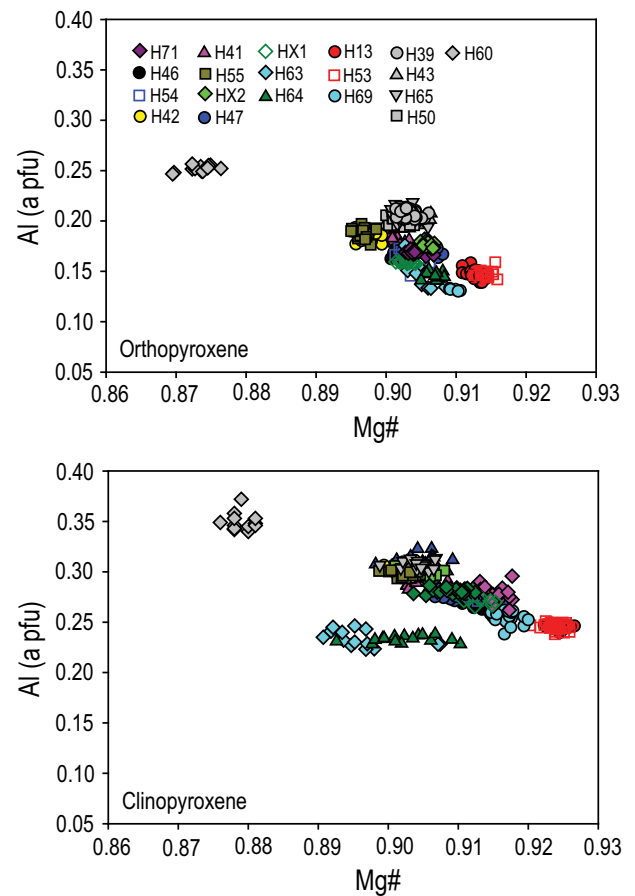 0.40
H71 H41 HX1 H13 H39 H60
0.35
H46 H55 H63 H53 H43
H54 HX2 H64 H69 H65
0.30
H42 H47 H50
Al (a pfu)
0.25
0.20
0.15
0.10
Orthopyroxene
0.05
0.86 0.87 0.88 0.89 0.90 0.91 0.92 0.93
Mg#
0.40
0.35
0.30
Al (a pfu)
0.25
0.20
0.15
0.10
Clinopyroxene
0.05
0.86 0.87 0.88 0.89 0.90 0.91 0.92 0.93
Mg#